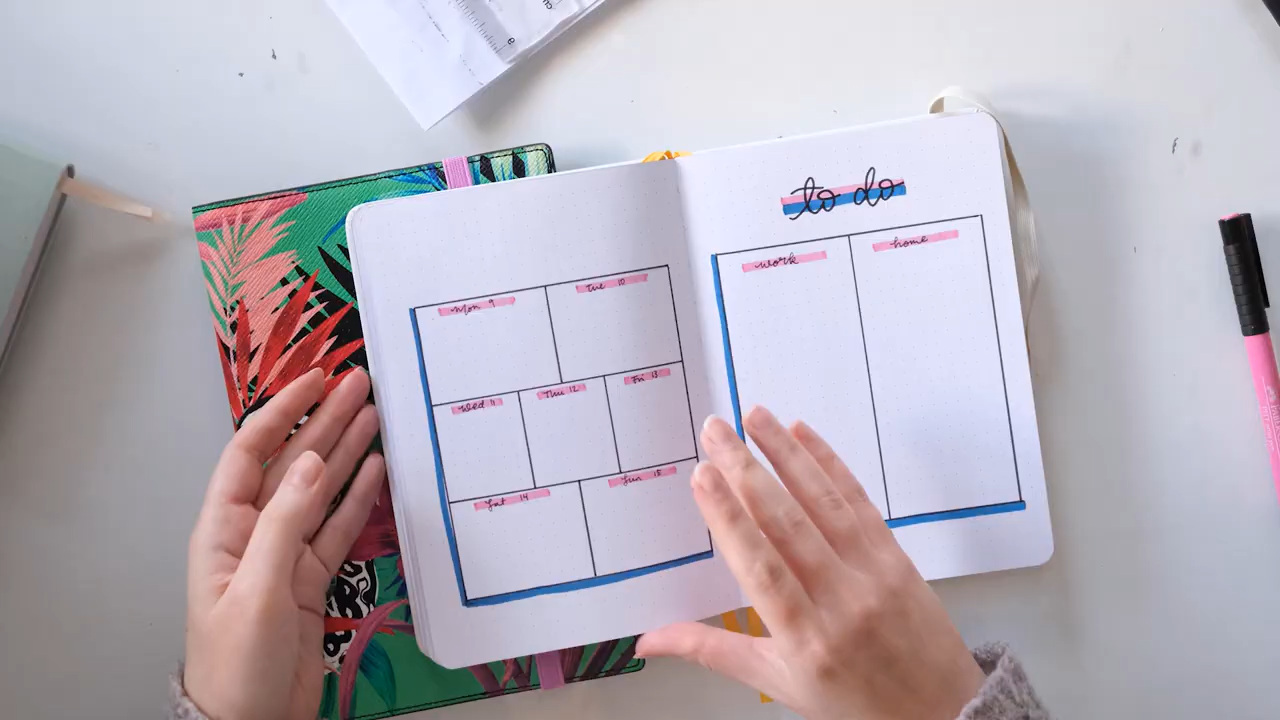 Mon 9
Tue 10
Wed 11
Thu 12
Fri 13
Sat 14
Sun 15
to do
work
home